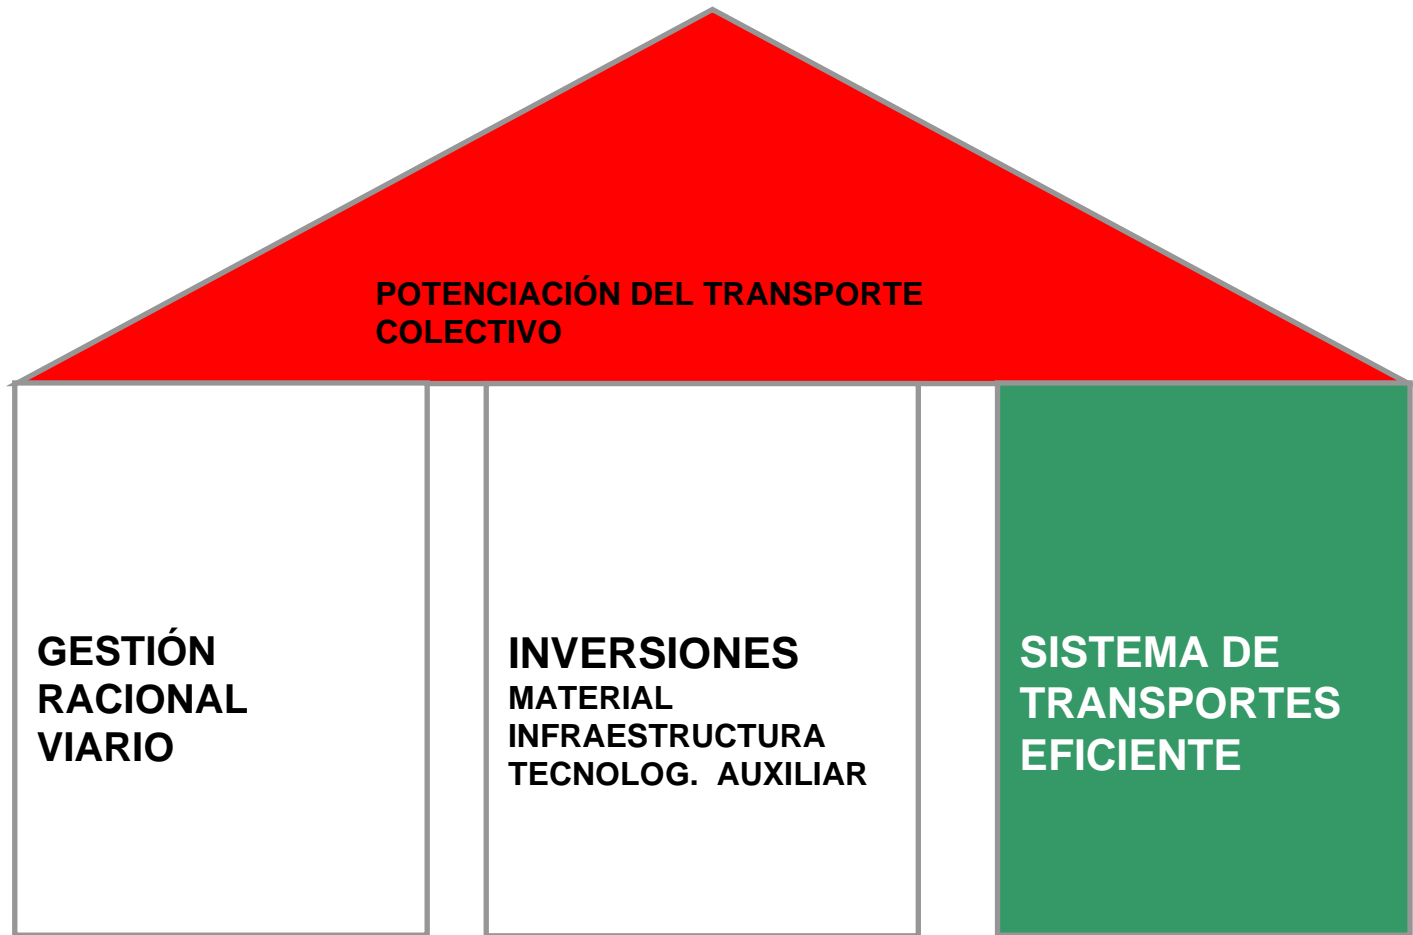 POTENCIACIÓN DEL TRANSPORTE
COLECTIVO
GESTIÓN
RACIONAL
VIARIO
INVERSIONES
MATERIAL
INFRAESTRUCTURA
TECNOLOG. AUXILIAR
SISTEMA DE
TRANSPORTES
EFICIENTE